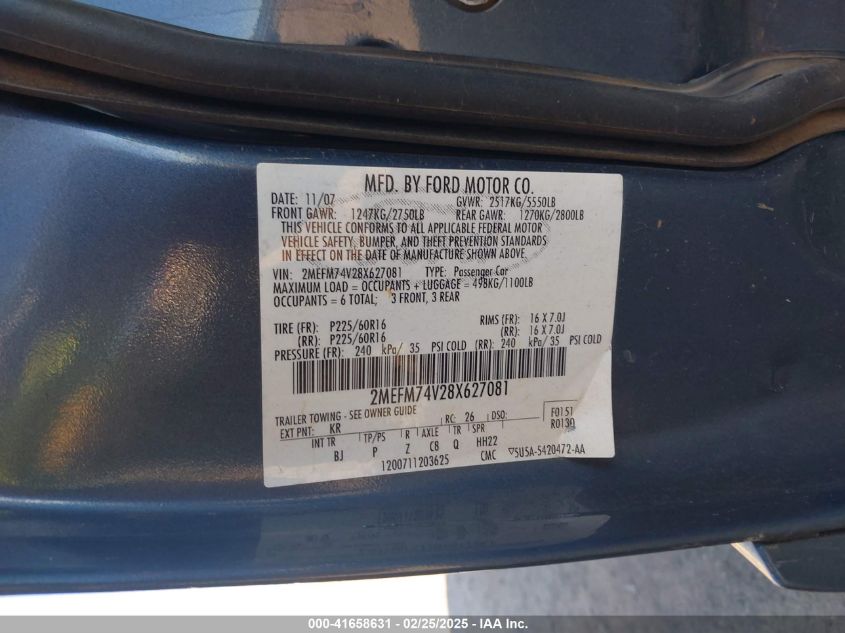 MFD. BY FORD MOTOR CO.
DATE: 11/07 GVWR: 2517KG/5550LB
FRONT GAWR: 1247KG/2750LB REAR GAWR: 1270KG/2800LB
THIS VEHICLE CONFORMS TO ALL APPLICABLE FEDERAL MOTOR
VEHICLE SAFETY, BUMPER, AND THEFT PREVENTION STANDARDS
IN EFFECT ON THE DATE OF MANUFACTURE SHOWN ABOVE.
VIN: 2MEFM74V28X627081 TYPE: Passenger Car
MAXIMUM LOAD = OCCUPANTS + LUGGAGE = 498KG/1100LB
OCCUPANTS = 6 TOTAL; 3 FRONT, 3 REAR
TIRE (FR): P225/60R16 RIMS (FR): 16 X 7.0J
(RR): P225/60R16 (RR): 16 X 7.0J
PRESSURE (FR): 240 kPa/ 35 PSI COLD (RR): 240 kPa/ 35 PSI COLD
2MEFM74V28X627081
TRAILER TOWING - SEE OWNER GUIDE
EXT PNT: KR RC: 26 DSO: F0151
R0130
INT TR TP/PS R AXLE TR SPR
BJ P Z C8 Q HH22
1200711203625 CMC ▽5U5A-5420472-AA
000-41658631 - 02/25/2025 - IAAI.com